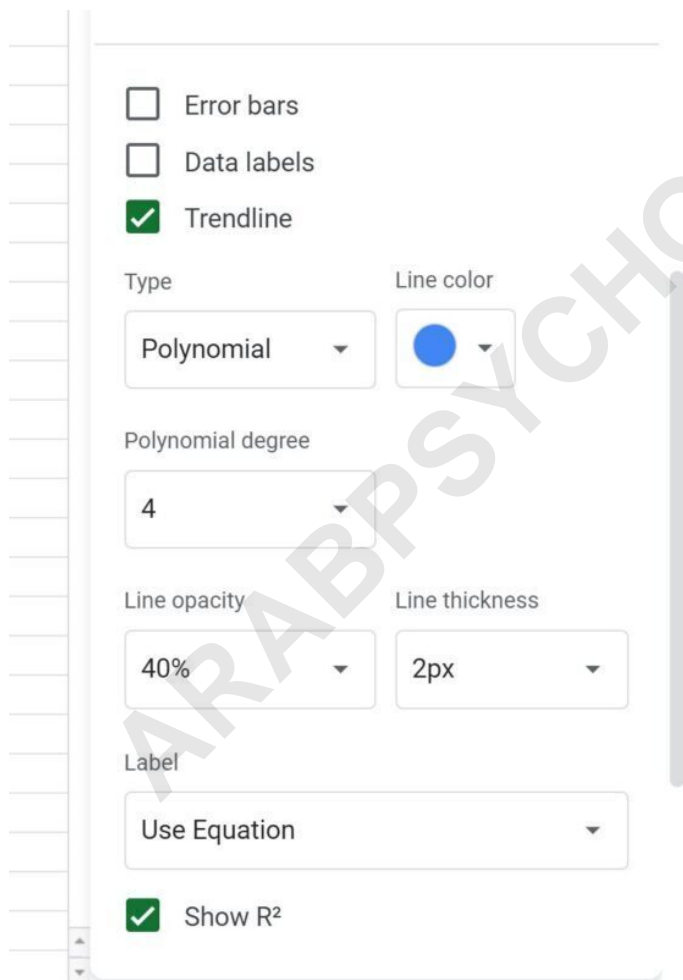 Error bars
Data labels
Trendline
Type Line color
Polynomial
Polynomial degree
4
Line opacity Line thickness
40% 2px
Label
Use Equation
Show R²
ARABPSYCHO